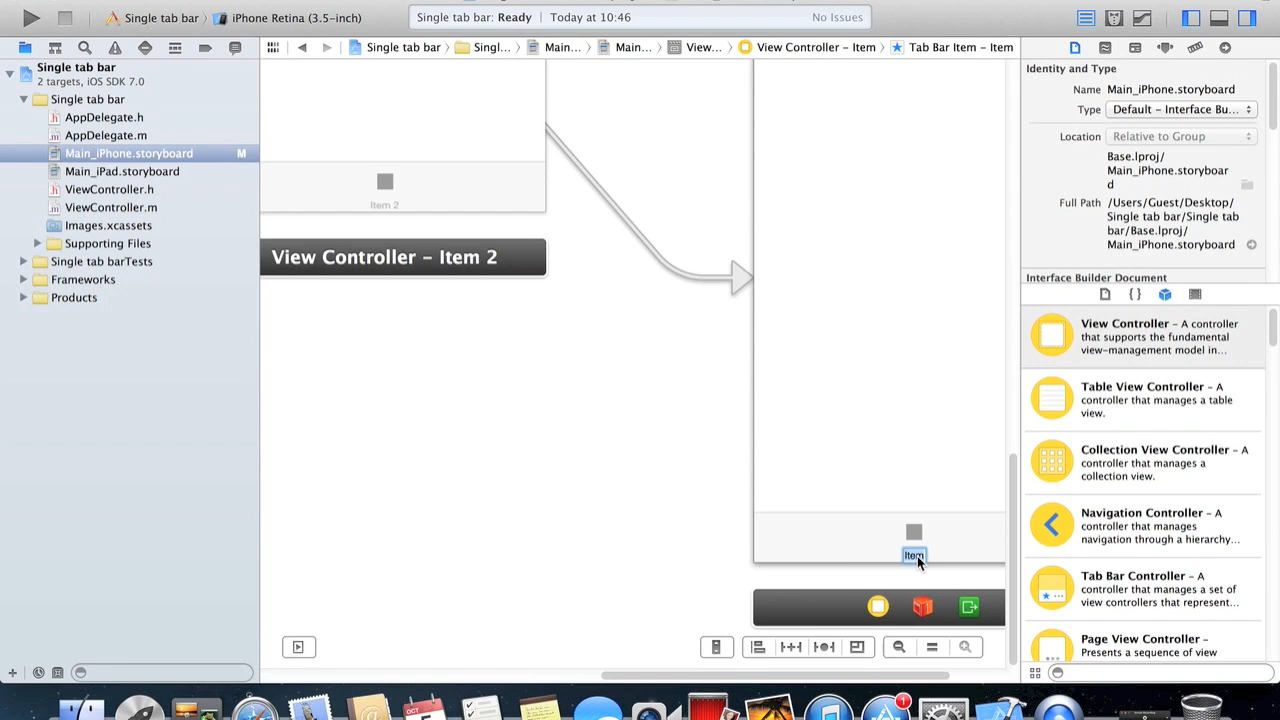 Single tab bar
iPhone Retina (3.5-inch)
Single tab bar: Ready
Today at 10:46
No Issues
Single tab bar
Singl...
Main...
Main...
View...
View Controller – Item
Tab Bar Item – Item
Single tab bar
2 targets, iOS SDK 7.0
Single tab bar
AppDelegate.h
AppDelegate.m
Main_iPhone.storyboard
M
Main_iPad.storyboard
ViewController.h
ViewController.m
Images.xcassets
Supporting Files
Single tab barTests
Frameworks
Products
Item 2
View Controller – Item 2
Item
Identity and Type
Name Main_iPhone.storyboard
Type Default – Interface Bu...
Location Relative to Group
Base.lproj/
Main_iPhone.storyboar
d
Full Path /Users/Guest/Desktop/
Single tab bar/Single tab
bar/Base.lproj/
Main_iPhone.storyboard
Interface Builder Document
View Controller – A controller
that supports the fundamental
view-management model in...
Table View Controller – A
controller that manages a table
view.
Collection View Controller – A
controller that manages a
collection view.
Navigation Controller – A
controller that manages
navigation through a hierarchy...
Tab Bar Controller – A
controller that manages a set of
view controllers that represent...
Page View Controller –
Presents a sequence of view
OCT
1